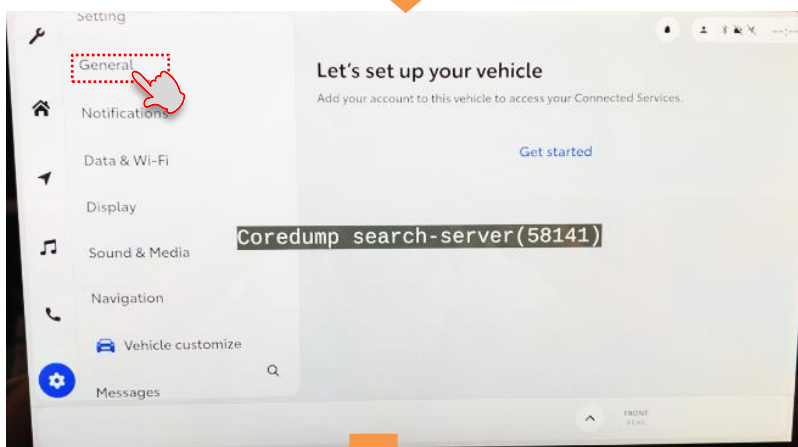 Setting
General
Let's set up your vehicle
Add your account to this vehicle to access your Connected Services.
Notifications
Get started
Data & Wi-Fi
Display
Coredump search-server(58141)
Sound & Media
Navigation
Vehicle customize
Messages
FRONT
REAR
--:--